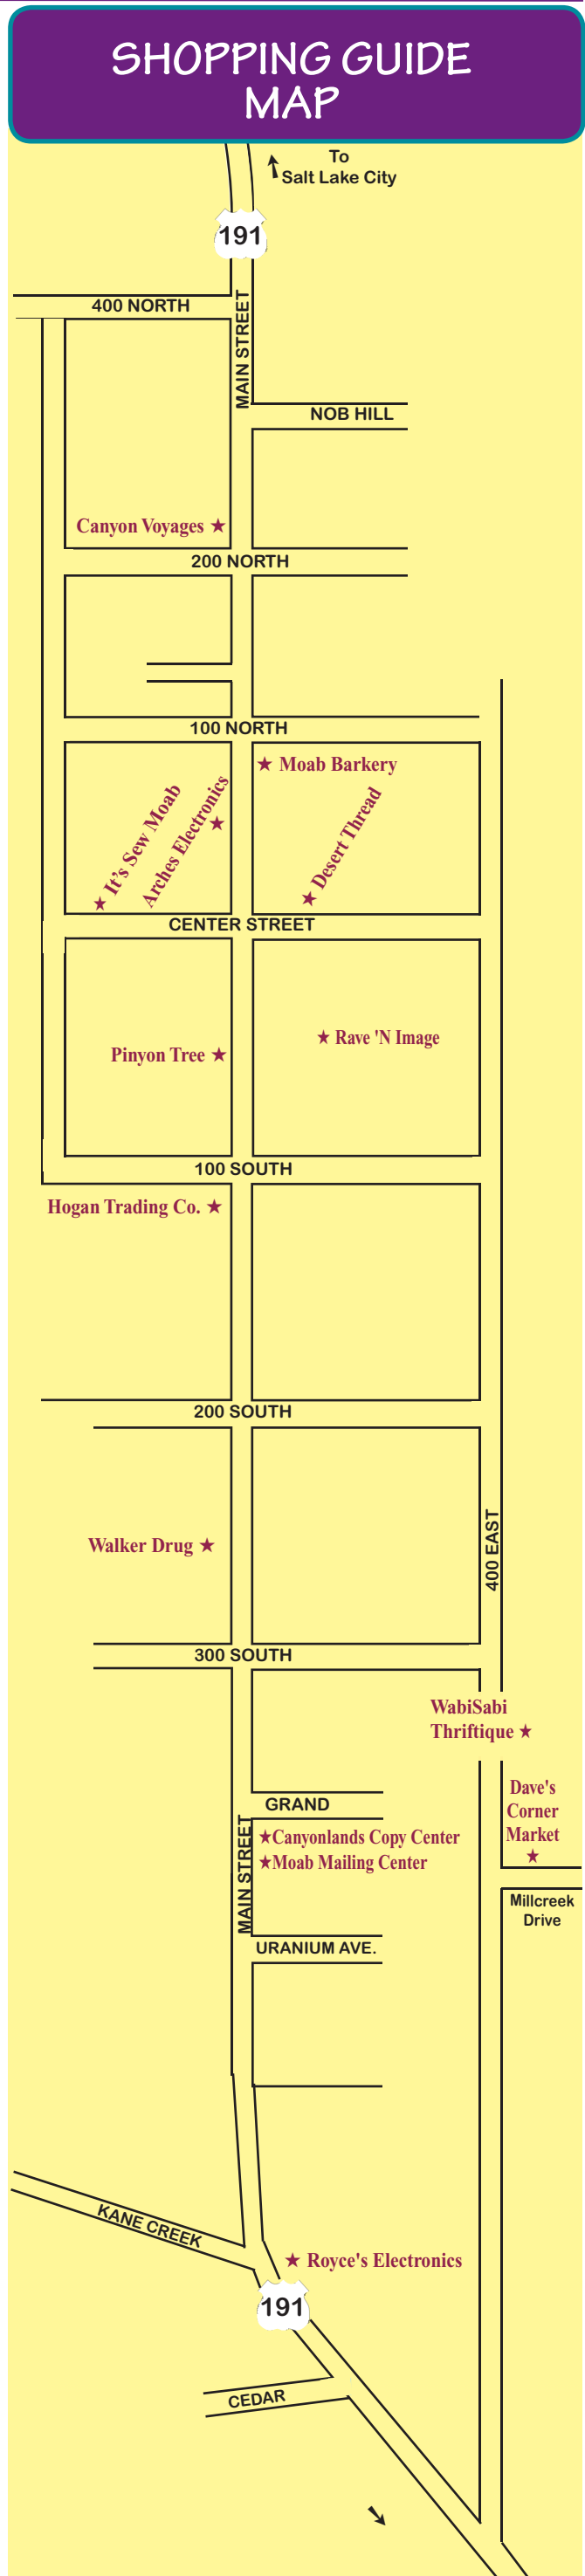 SHOPPING GUIDE
MAP
To
Salt Lake City
191
400 NORTH
MAIN STREET
NOB HILL
Canyon Voyages
200 NORTH
100 NORTH
Moab Barkery
It's Sew Moab
Arches Electronics
Desert Thread
CENTER STREET
Rave 'N Image
Pinyon Tree
100 SOUTH
Hogan Trading Co.
200 SOUTH
400 EAST
Walker Drug
300 SOUTH
WabiSabi
Thriftique
Dave's
Corner
Market
GRAND
MAIN STREET
Canyonlands Copy Center
Moab Mailing Center
Millcreek
Drive
URANIUM AVE.
KANE CREEK
Royce's Electronics
191
CEDAR